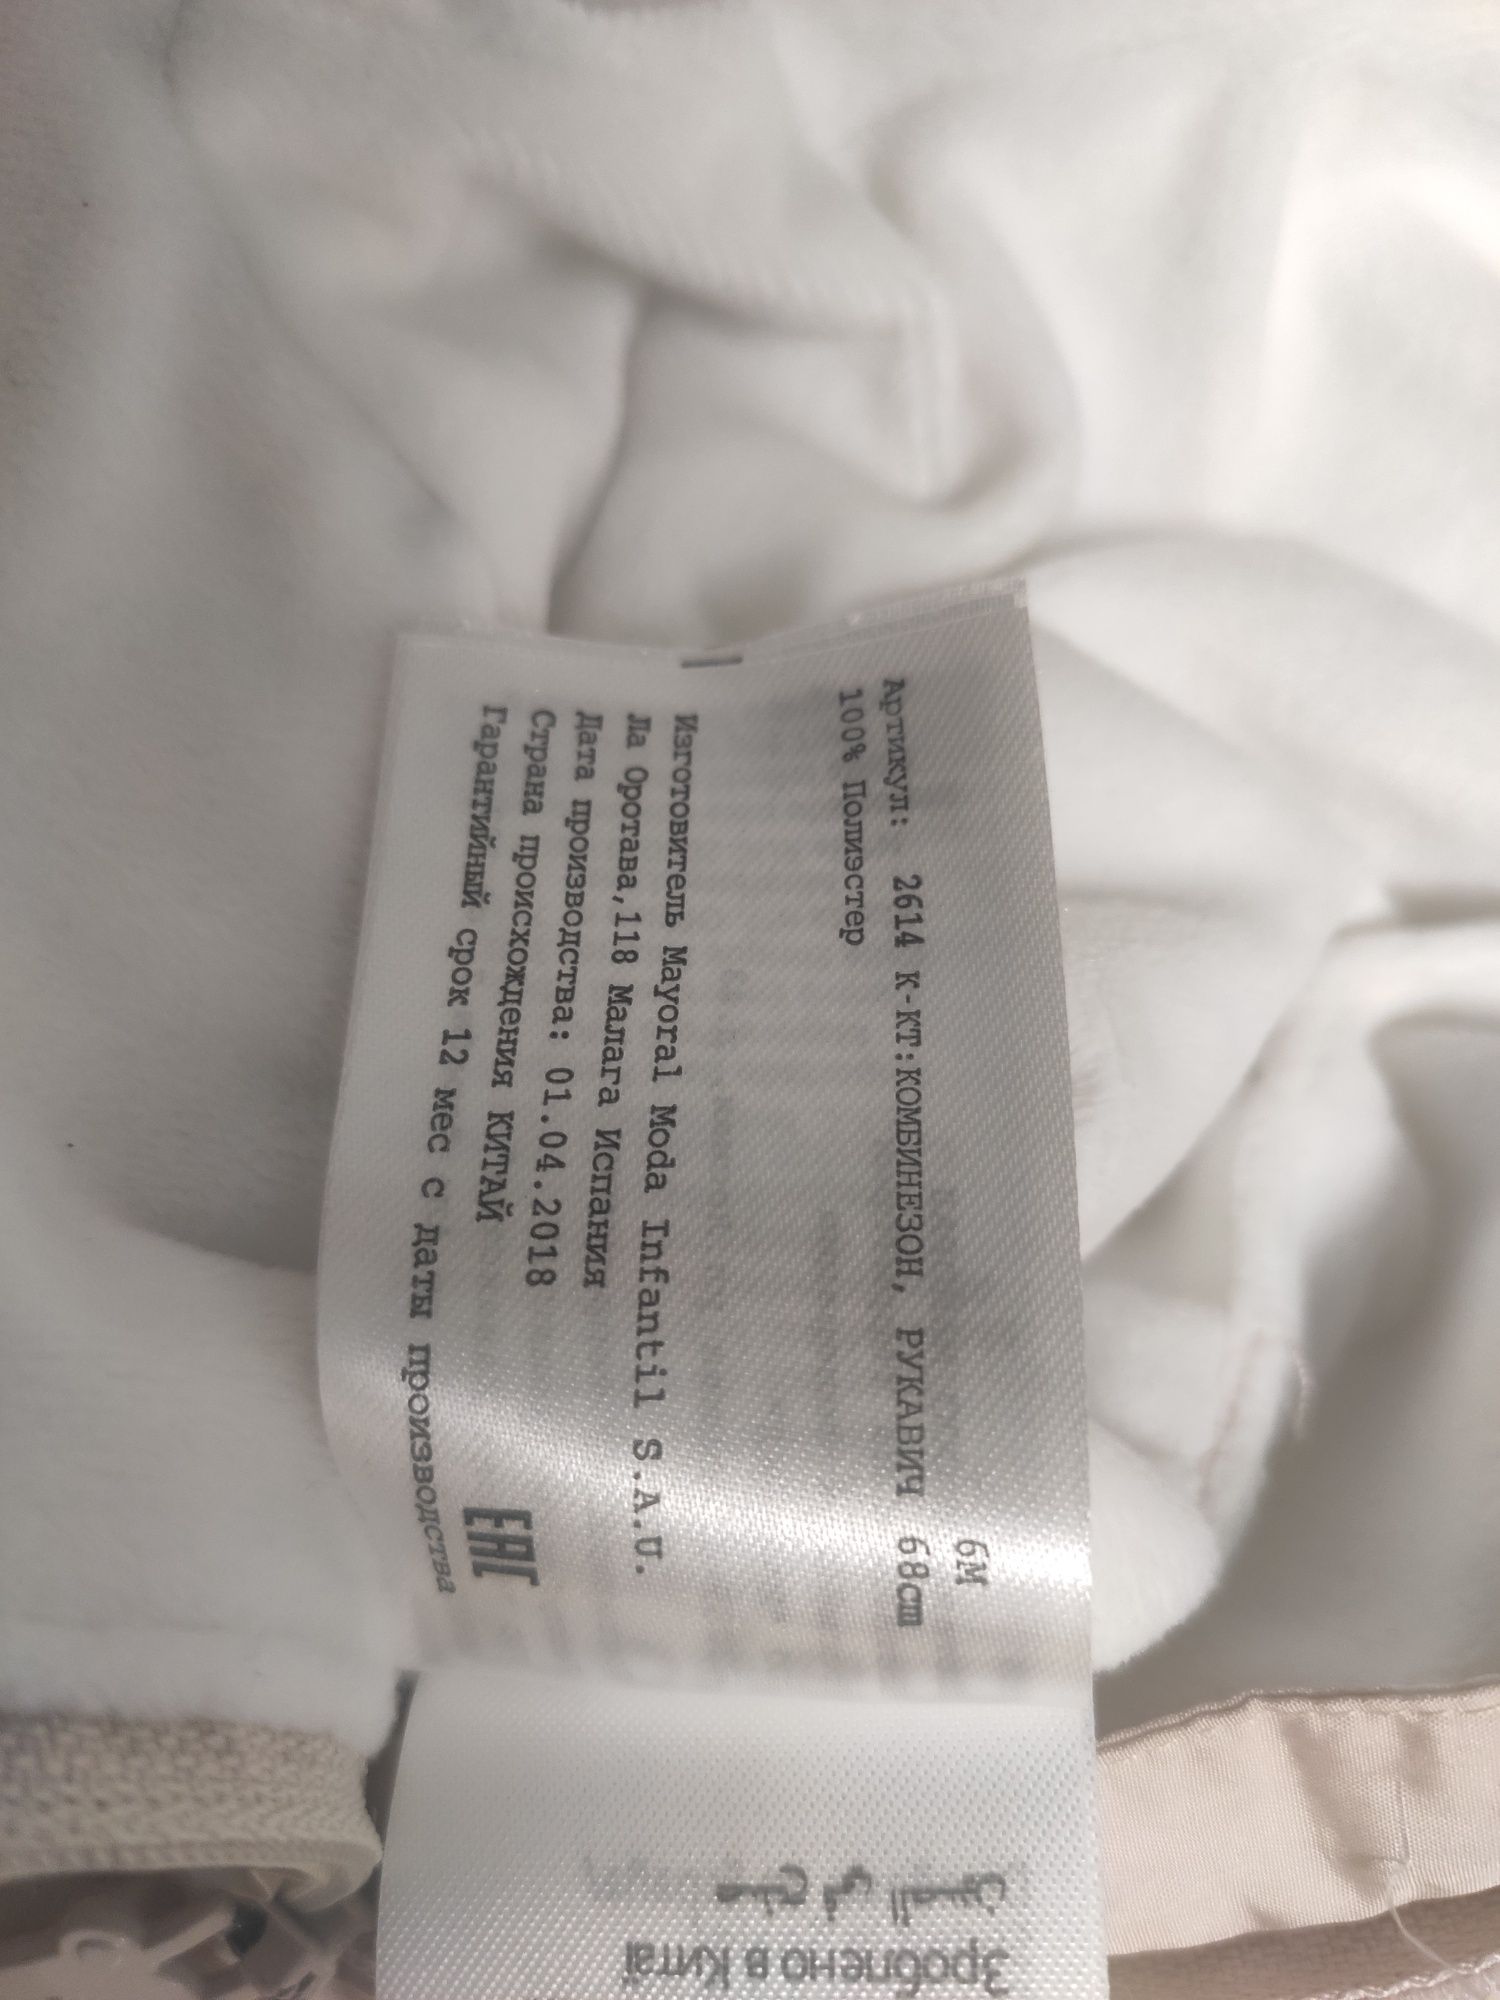 6M
Артикул: 2614 К-КТ:КОМБИНЕЗОН, РУКАВИЧ 68cm
100% Полиэстер
Изготовитель Mayoral Moda Infantil S.A.U.
Ла Оротава,118 Малага Испания
Дата производства: 01.04.2018
Страна происхождения КИТАЙ
Гарантийный срок 12 мес с даты производства
EAC
Зроблено в Китаї